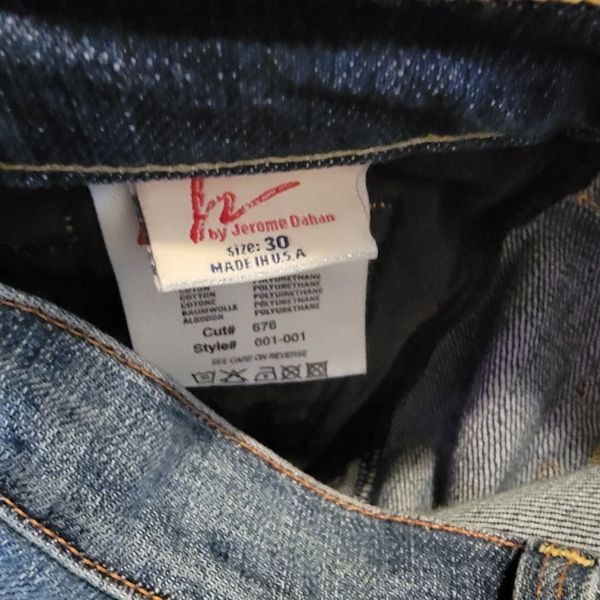 by Jerome Dahan
SIZE: 30
MADE IN U.S.A
POLYURETHANE
COTTON POLYURETHANE
COTONE POLYURETHANE
BAUMWOLLE POLYURETHANE
ALGODON POLYURETHANE
Cut# 676
Style# 001-001
SEE CARE ON REVERSE